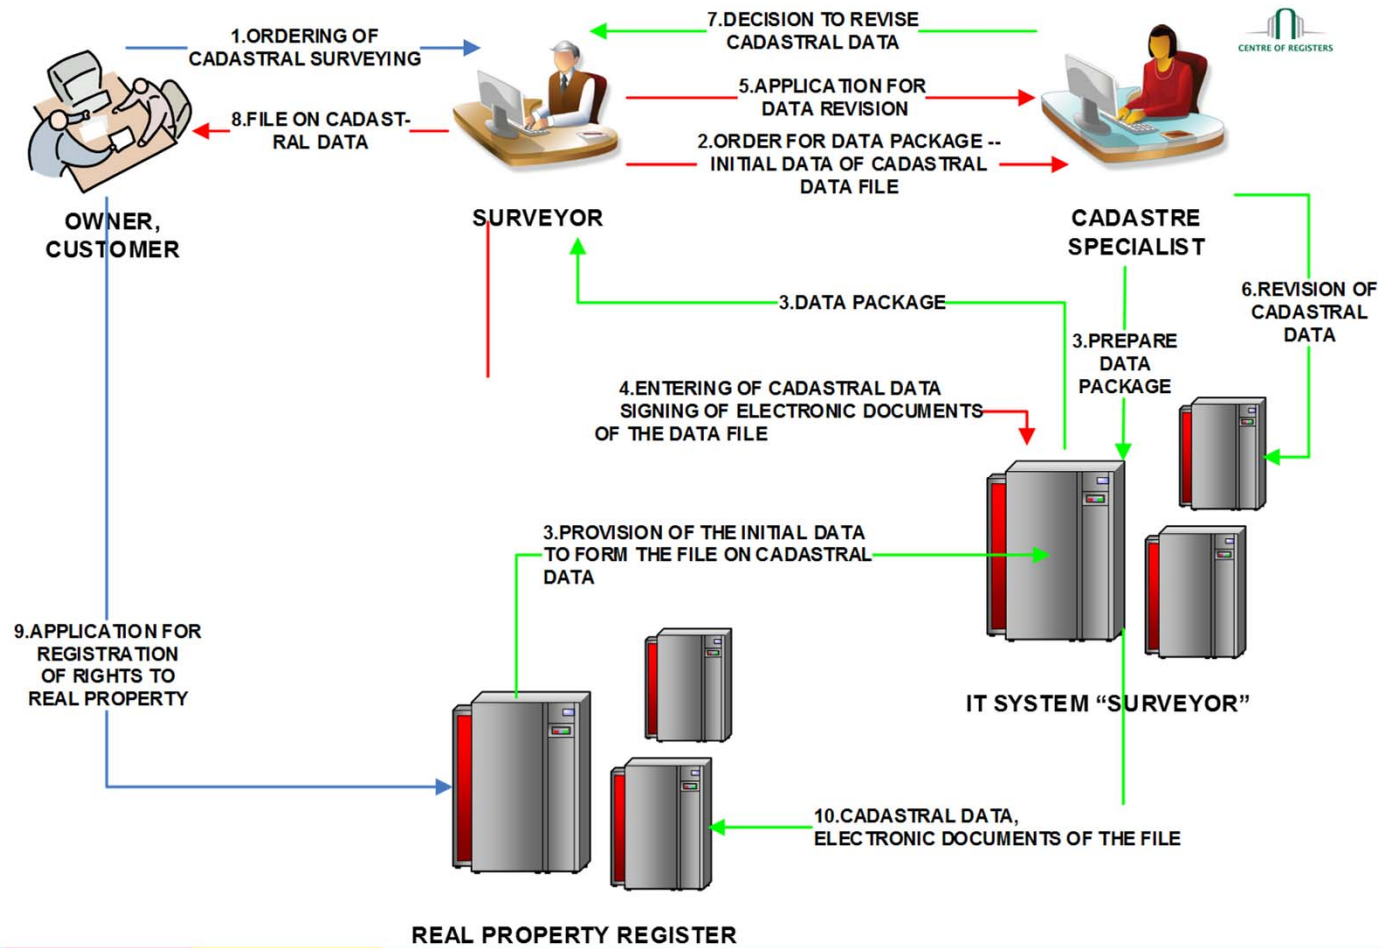 1.ORDERING OF
CADASTRAL SURVEYING
7.DECISION TO REVISE
CADASTRAL DATA
CENTRE OF REGISTERS
8.FILE ON CADAST-
RAL DATA
5.APPLICATION FOR
DATA REVISION
2.ORDER FOR DATA PACKAGE --
INITIAL DATA OF CADASTRAL
DATA FILE
OWNER,
CUSTOMER
SURVEYOR
CADASTRE
SPECIALIST
3.DATA PACKAGE
3.PREPARE
DATA
PACKAGE
6.REVISION OF
CADASTRAL
DATA
4.ENTERING OF CADASTRAL DATA
SIGNING OF ELECTRONIC DOCUMENTS
OF THE DATA FILE
3.PROVISION OF THE INITIAL DATA
TO FORM THE FILE ON CADASTRAL
DATA
9.APPLICATION FOR
REGISTRATION
OF RIGHTS TO
REAL PROPERTY
IT SYSTEM “SURVEYOR”
10.CADASTRAL DATA,
ELECTRONIC DOCUMENTS OF THE FILE
REAL PROPERTY REGISTER